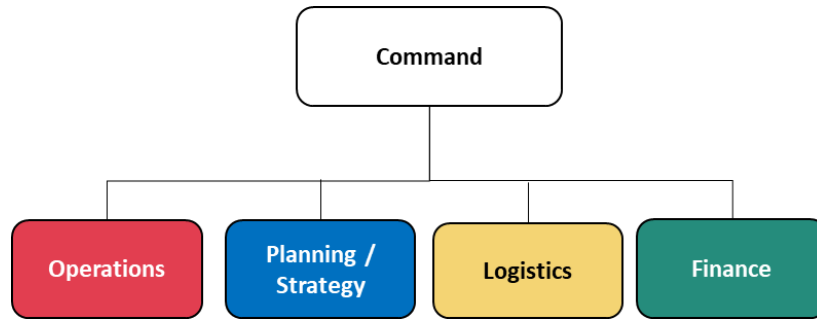 Command
Operations
Planning /
Strategy
Logistics
Finance